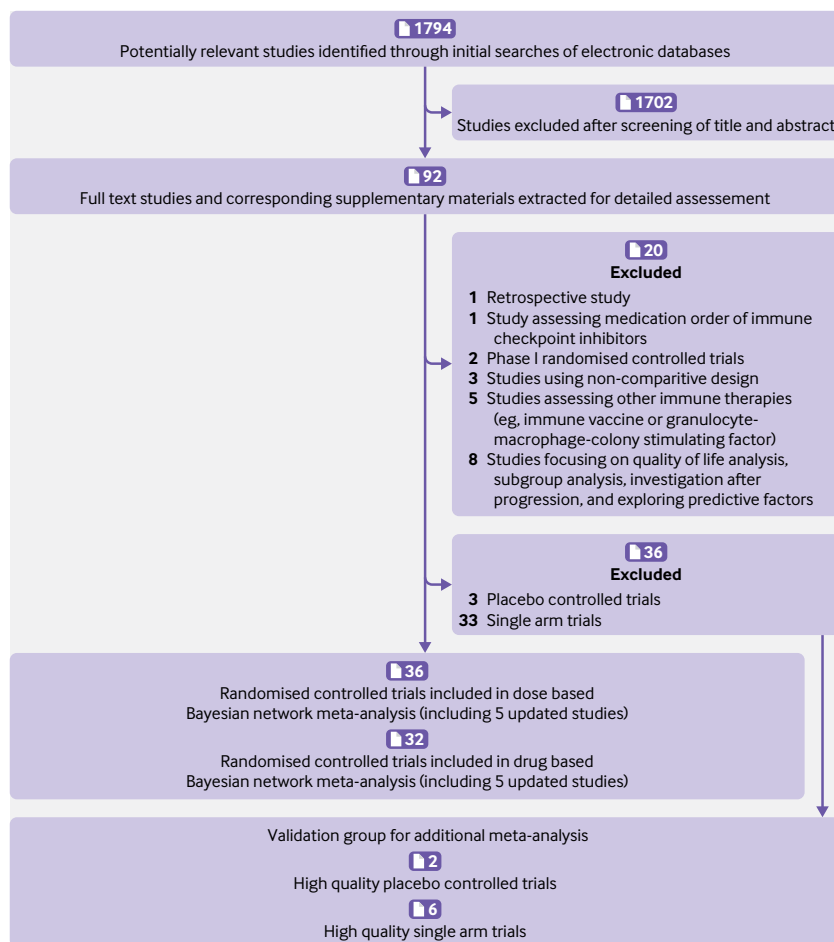 1794
Potentially relevant studies identified through initial searches of electronic databases
1702
Studies excluded after screening of title and abstract
92
Full text studies and corresponding supplementary materials extracted for detailed assessement
20
Excluded
1 Retrospective study
1 Study assessing medication order of immune
checkpoint inhibitors
2 Phase I randomised controlled trials
3 Studies using non-comparitive design
5 Studies assessing other immune therapies
(eg, immune vaccine or granulocyte-
macrophage-colony stimulating factor)
8 Studies focusing on quality of life analysis,
subgroup analysis, investigation after
progression, and exploring predictive factors
36
Excluded
3 Placebo controlled trials
33 Single arm trials
36
Randomised controlled trials included in dose based
Bayesian network meta-analysis (including 5 updated studies)
32
Randomised controlled trials included in drug based
Bayesian network meta-analysis (including 5 updated studies)
Validation group for additional meta-analysis
2
High quality placebo controlled trials
6
High quality single arm trials